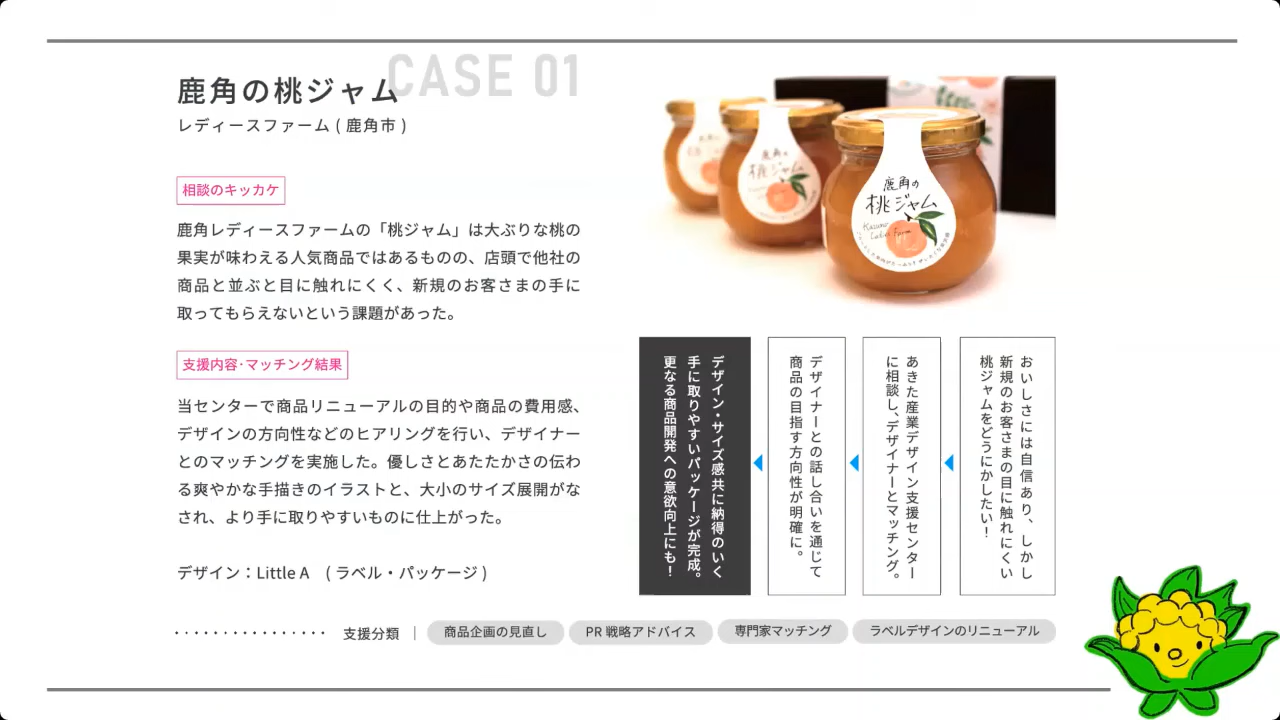 CASE 01
鹿角の桃ジャム
レディースファーム ( 鹿角市 )
相談のキッカケ
鹿角レディースファームの「桃ジャム」は大ぶりな桃の
果実が味わえる人気商品ではあるものの、店頭で他社の
商品と並ぶと目に触れにくく、新規のお客さまの手に
取ってもらえないという課題があった。
支援内容・マッチング結果
当センターで商品リニューアルの目的や商品の費用感、
デザインの方向性などのヒアリングを行い、デザイナー
とのマッチングを実施した。優しさとあたたかさの伝わ
る爽やかな手描きのイラストと、大小のサイズ展開がな
され、より手に取りやすいものに仕上がった。
デザイン：Little A ( ラベル・パッケージ )
鹿角の
桃ジャム
鹿角の
桃ジャム
Kazuno
Ladies Farm
おいしさには自信あり、しかし
新規のお客さまの目に触れにくい
桃ジャムをどうにかしたい！
あきた産業デザイン支援センター
に相談し、デザイナーとマッチング。
デザイナーとの話し合いを通じて
商品の目指す方向性が明確に。
デザイン・サイズ感共に納得のいく
手に取りやすいパッケージが完成。
更なる商品開発への意欲向上にも！
支援分類 | 商品企画の見直し PR 戦略アドバイス 専門家マッチング ラベルデザインのリニューアル